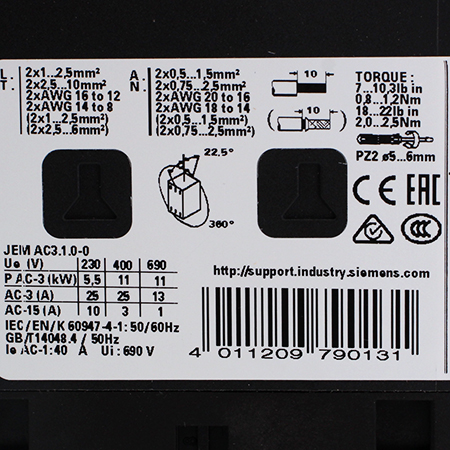 L. 2x1...2,5mm²
T. 2x2,5...10mm²
2xAWG 16 to 12
2xAWG 14 to 8
(2x1...2,5mm²)
(2x2,5...6mm²)
A. 2x0,5...1,5mm²
N. 2x0,75...2,5mm²
2xAWG 20 to 16
2xAWG 18 to 14
(2x0,5...1,5mm²)
(2x0,75...2,5mm²)
10
10
TORQUE:
7...10,3lb in
0,8...1,2Nm
18...22lb in
2,0...2,5Nm
PZ2 ø5...6mm
22,5°
360°
CE EAC
CCC
JEM AC3.1.0-0
Ue (V) 230 400 690
P AC-3 (kW) 5,5 11 11
AC-3 (A) 25 25 13
AC-15 (A) 10 3 1
IEC/EN/K 60947-4-1: 50/60Hz
GB/T14048.4 / 50Hz
Ie AC-1: 40 A Ui: 690 V
http://support.industry.siemens.com
4 011209 790131